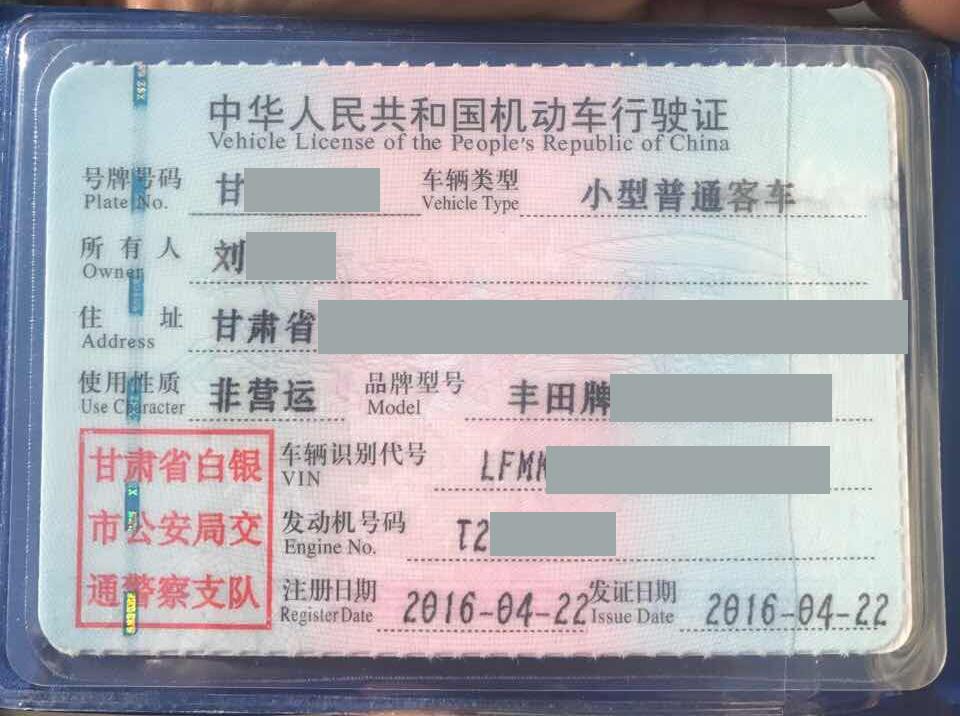 中华人民共和国机动车行驶证
Vehicle License of the People's Republic of China
号牌号码 甘 车辆类型 小型普通客车
Plate No. Vehicle Type
所有人 刘
Owner
住址 甘肃省
Address
使用性质 非营运 品牌型号 丰田牌
Use Character Model
甘肃省白银
市公安局交
通警察支队
车辆识别代号 LFMK
VIN
发动机号码 T2
Engine No.
注册日期 2016-04-22 发证日期 2016-04-22
Register Date Issue Date